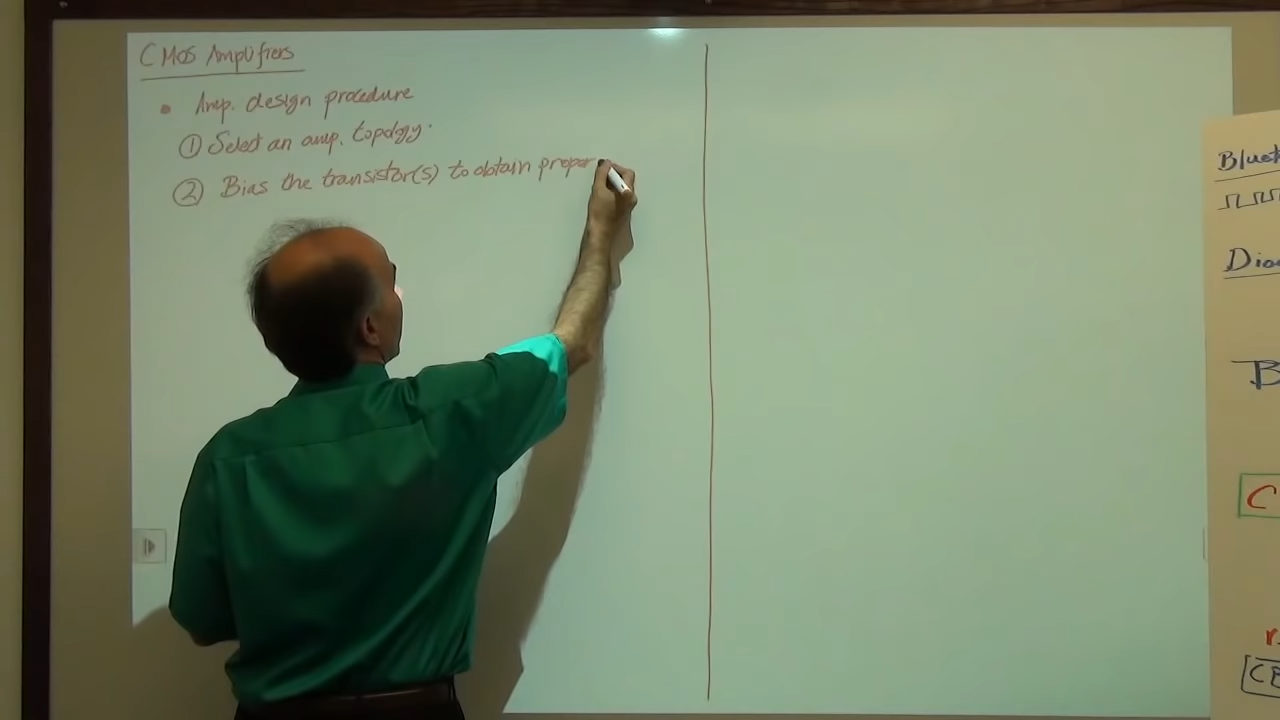 CMOS Amplifiers
• Amp. design procedure
① Select an amp. topology.
② Bias the transistor(s) to obtain proper